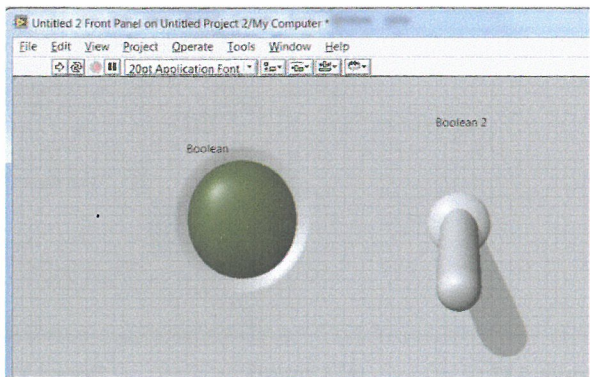 Untitled 2 Front Panel on Untitled Project 2/My Computer *
File Edit View Project Operate Tools Window Help
20pt Application Font
Boolean 2
Boolean